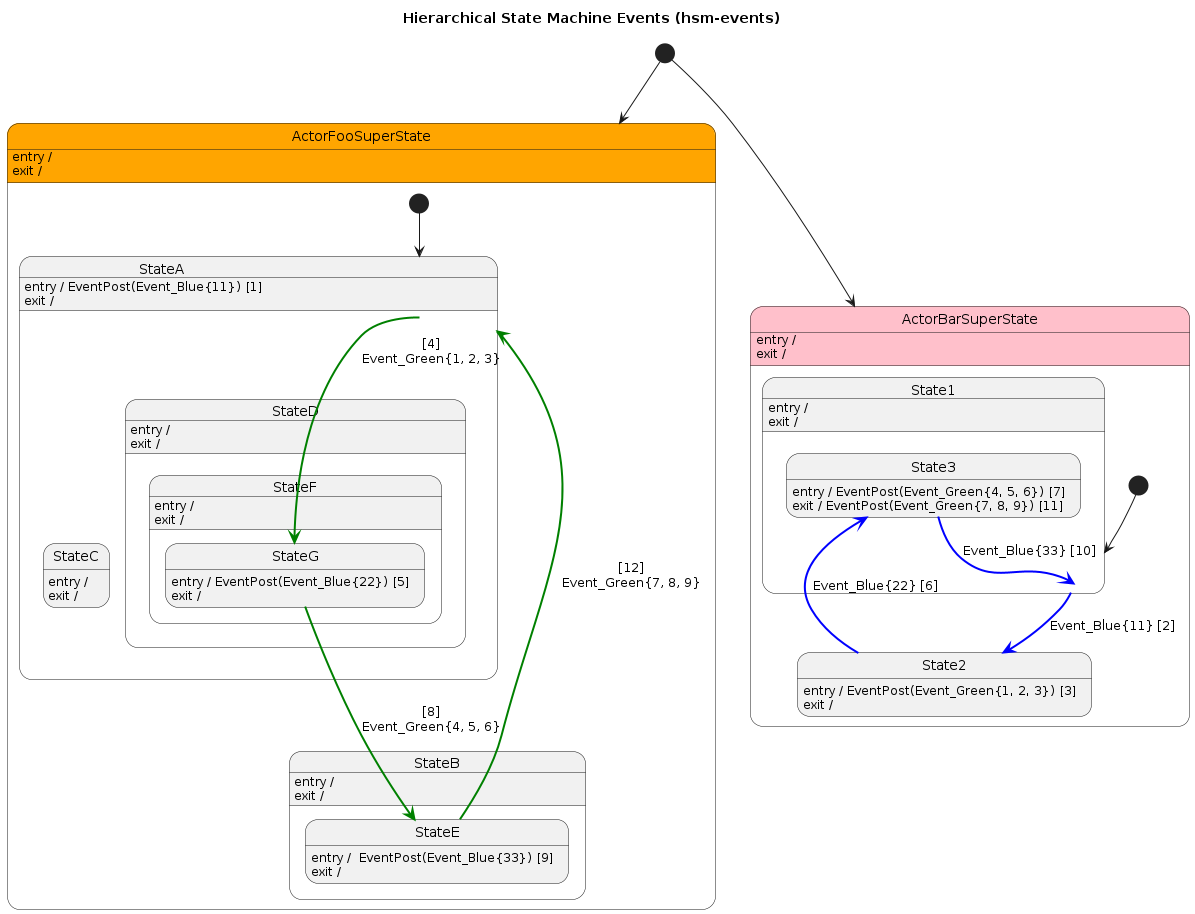 Hierarchical State Machine Events (hsm-events)
ActorFooSuperState
entry /
exit /
StateA
entry / EventPost(Event_Blue{11}) [1]
exit /
[4]
Event_Green{1, 2, 3}
StateD
entry /
exit /
StateF
entry /
exit /
StateC
entry /
exit /
StateG
entry / EventPost(Event_Blue{22}) [5]
exit /
[12]
Event_Green{7, 8, 9}
[8]
Event_Green{4, 5, 6}
StateB
entry /
exit /
StateE
entry /  EventPost(Event_Blue{33}) [9]
exit /
ActorBarSuperState
entry /
exit /
State1
entry /
exit /
State3
entry / EventPost(Event_Green{4, 5, 6}) [7]
exit / EventPost(Event_Green{7, 8, 9}) [11]
Event_Blue{33} [10]
Event_Blue{22} [6]
Event_Blue{11} [2]
State2
entry / EventPost(Event_Green{1, 2, 3}) [3]
exit /